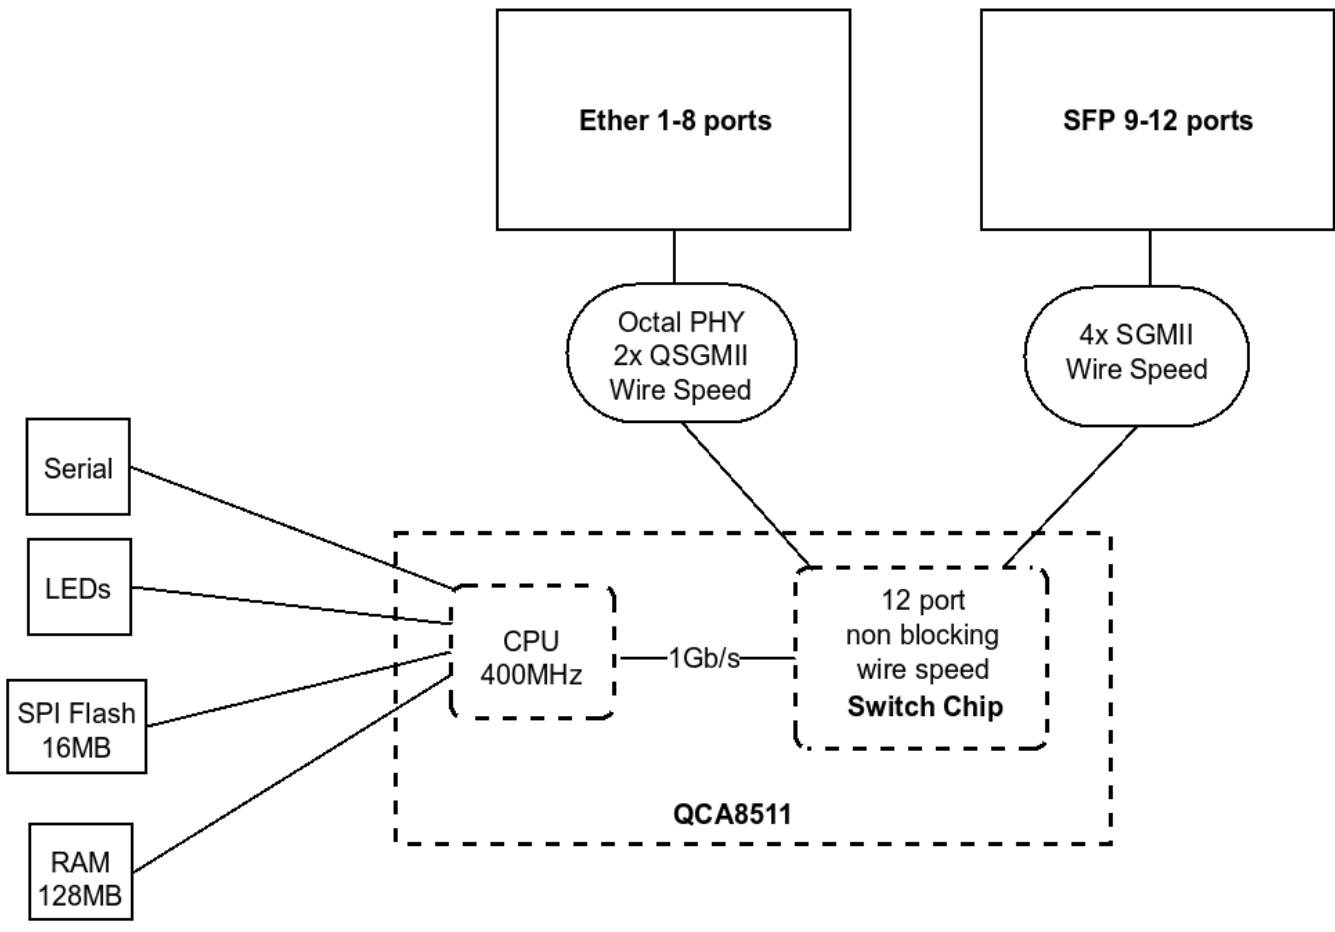 Ether 1-8 ports
SFP 9-12 ports
Octal PHY
2x QSGMII
Wire Speed
4x SGMII
Wire Speed
Serial
LEDs
SPI Flash
16MB
RAM
128MB
CPU
400MHz
1Gb/s
12 port
non blocking
wire speed
Switch Chip
QCA8511